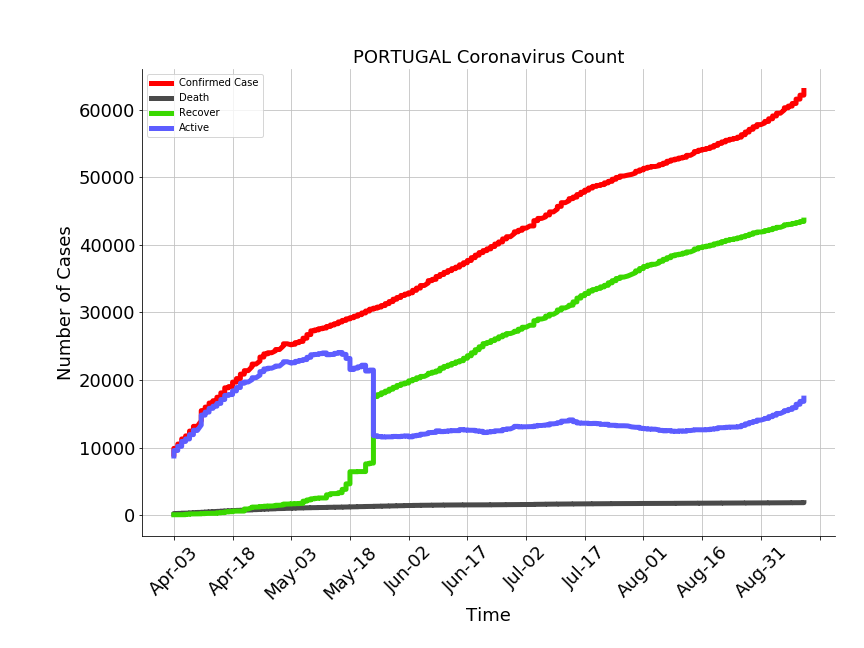 PORTUGAL Coronavirus Count
Confirmed Case
Death
Recover
Active
Number of Cases
60000
50000
40000
30000
20000
10000
0
Apr-03
Apr-18
May-03
May-18
Jun-02
Jun-17
Jul-02
Jul-17
Aug-01
Aug-16
Aug-31
Time